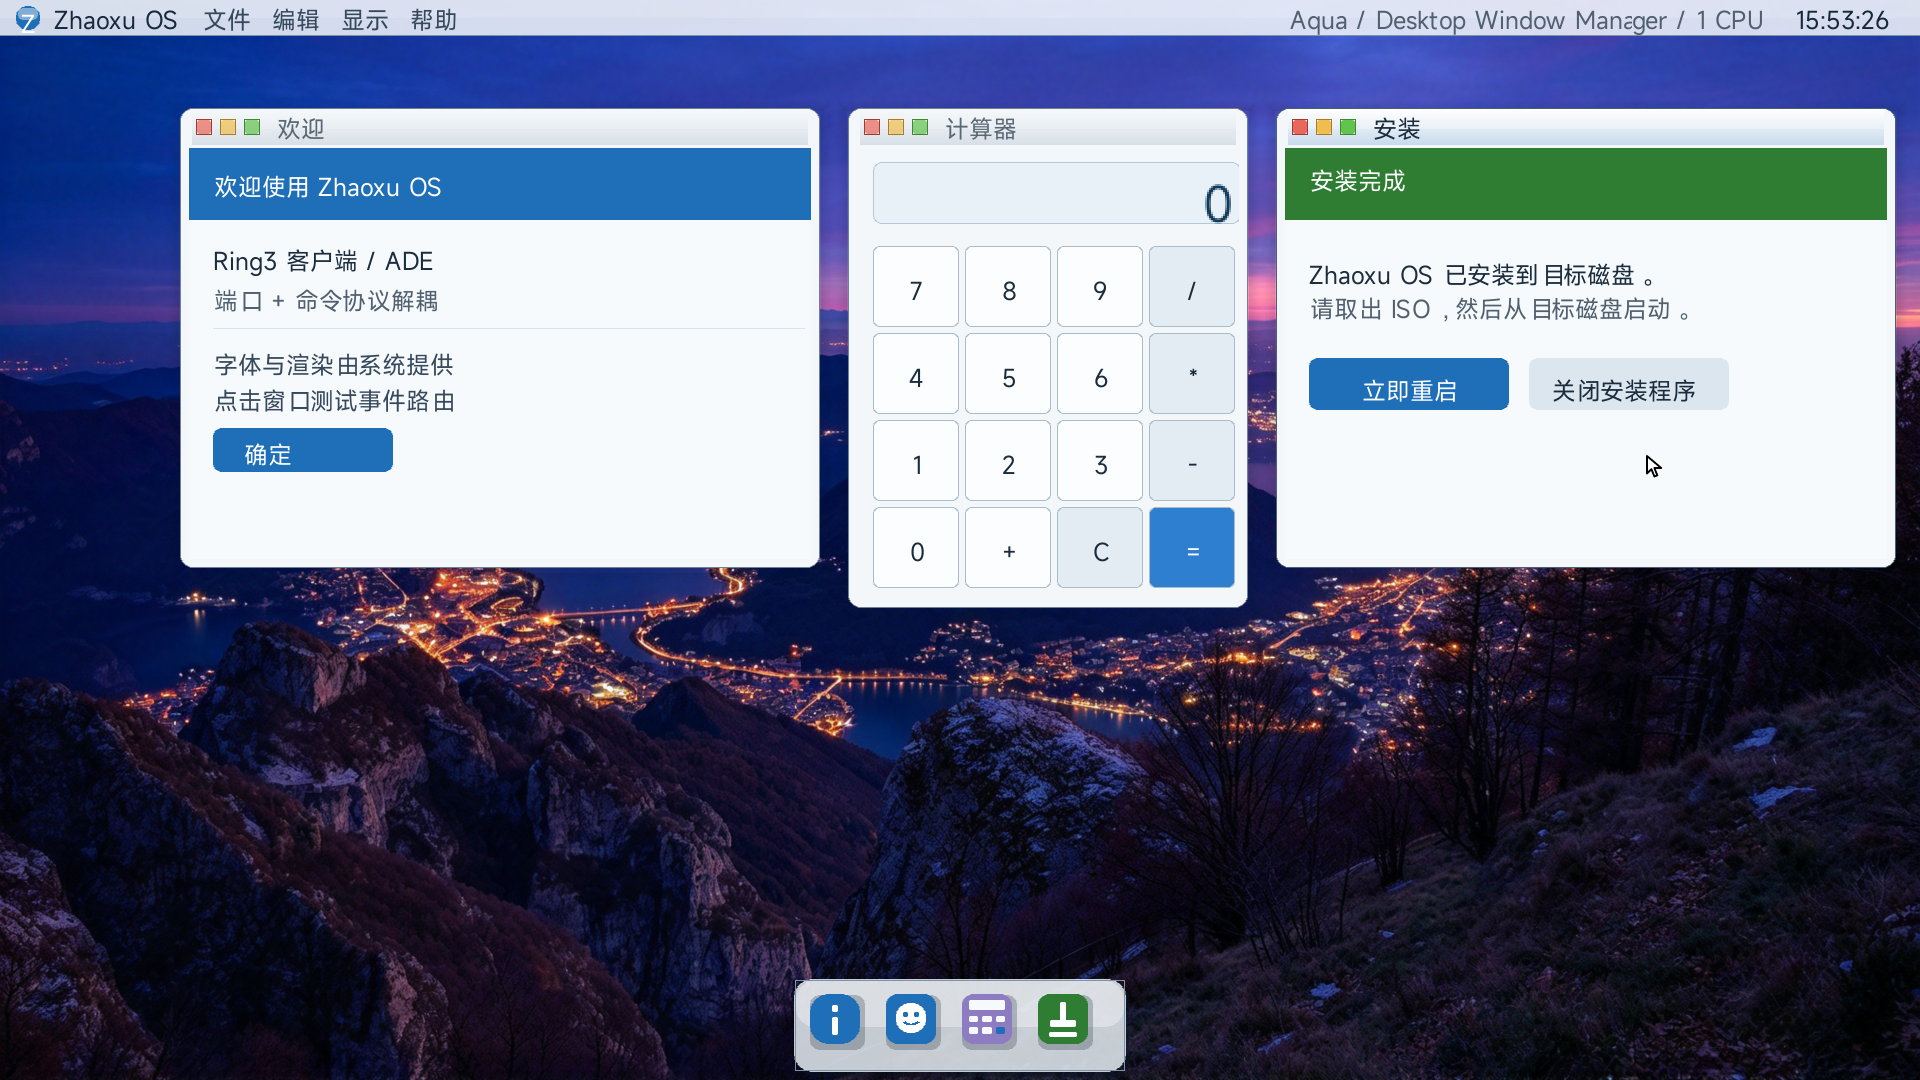 Zhaoxu OS 文件 编辑 显示 帮助 Aqua / Desktop Window Manager / 1 CPU 15:53:26
欢迎
欢迎使用 Zhaoxu OS
Ring3 客户端 / ADE
端口 + 命令协议解耦
字体与渲染由系统提供
点击窗口测试事件路由
确定
计算器
0
7 8 9 /
4 5 6 *
1 2 3 -
0 + C =
安装
安装完成
Zhaoxu OS 已安装到目标磁盘。
请取出 ISO , 然后从目标磁盘启动。
立即重启 关闭安装程序